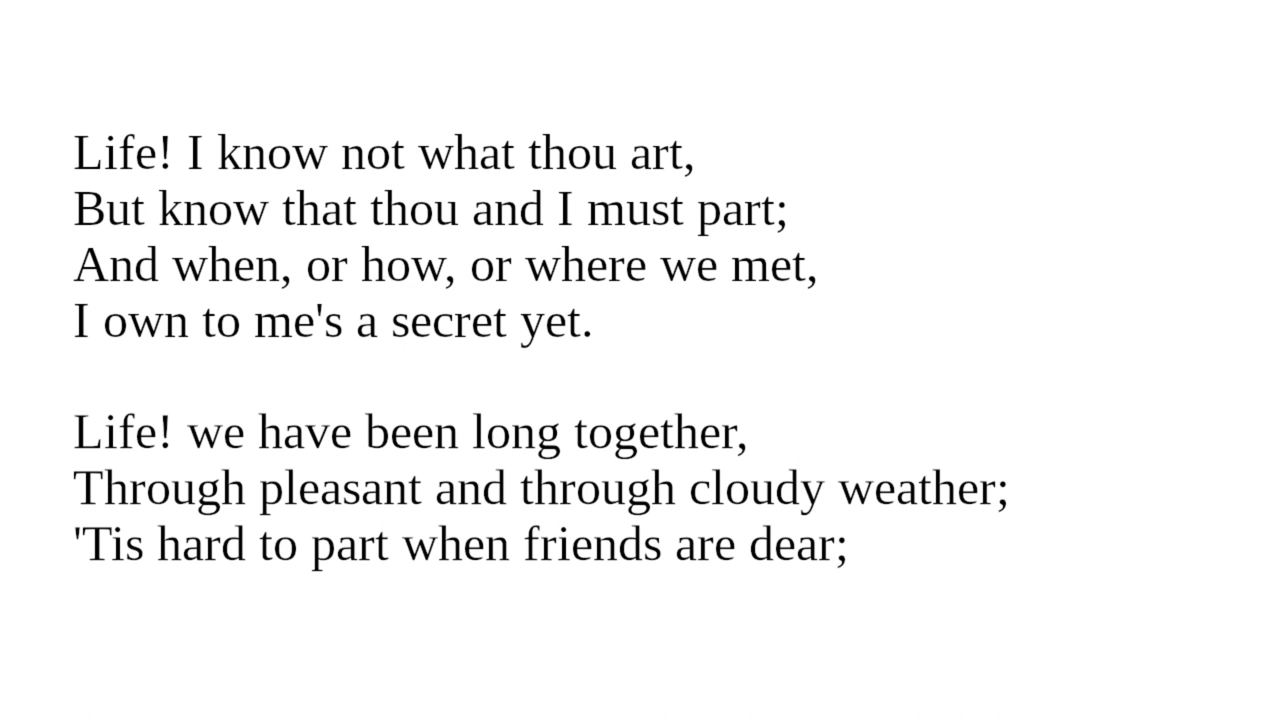 Life! I know not what thou art,
But know that thou and I must part;
And when, or how, or where we met,
I own to me's a secret yet.

Life! we have been long together,
Through pleasant and through cloudy weather;
'Tis hard to part when friends are dear;